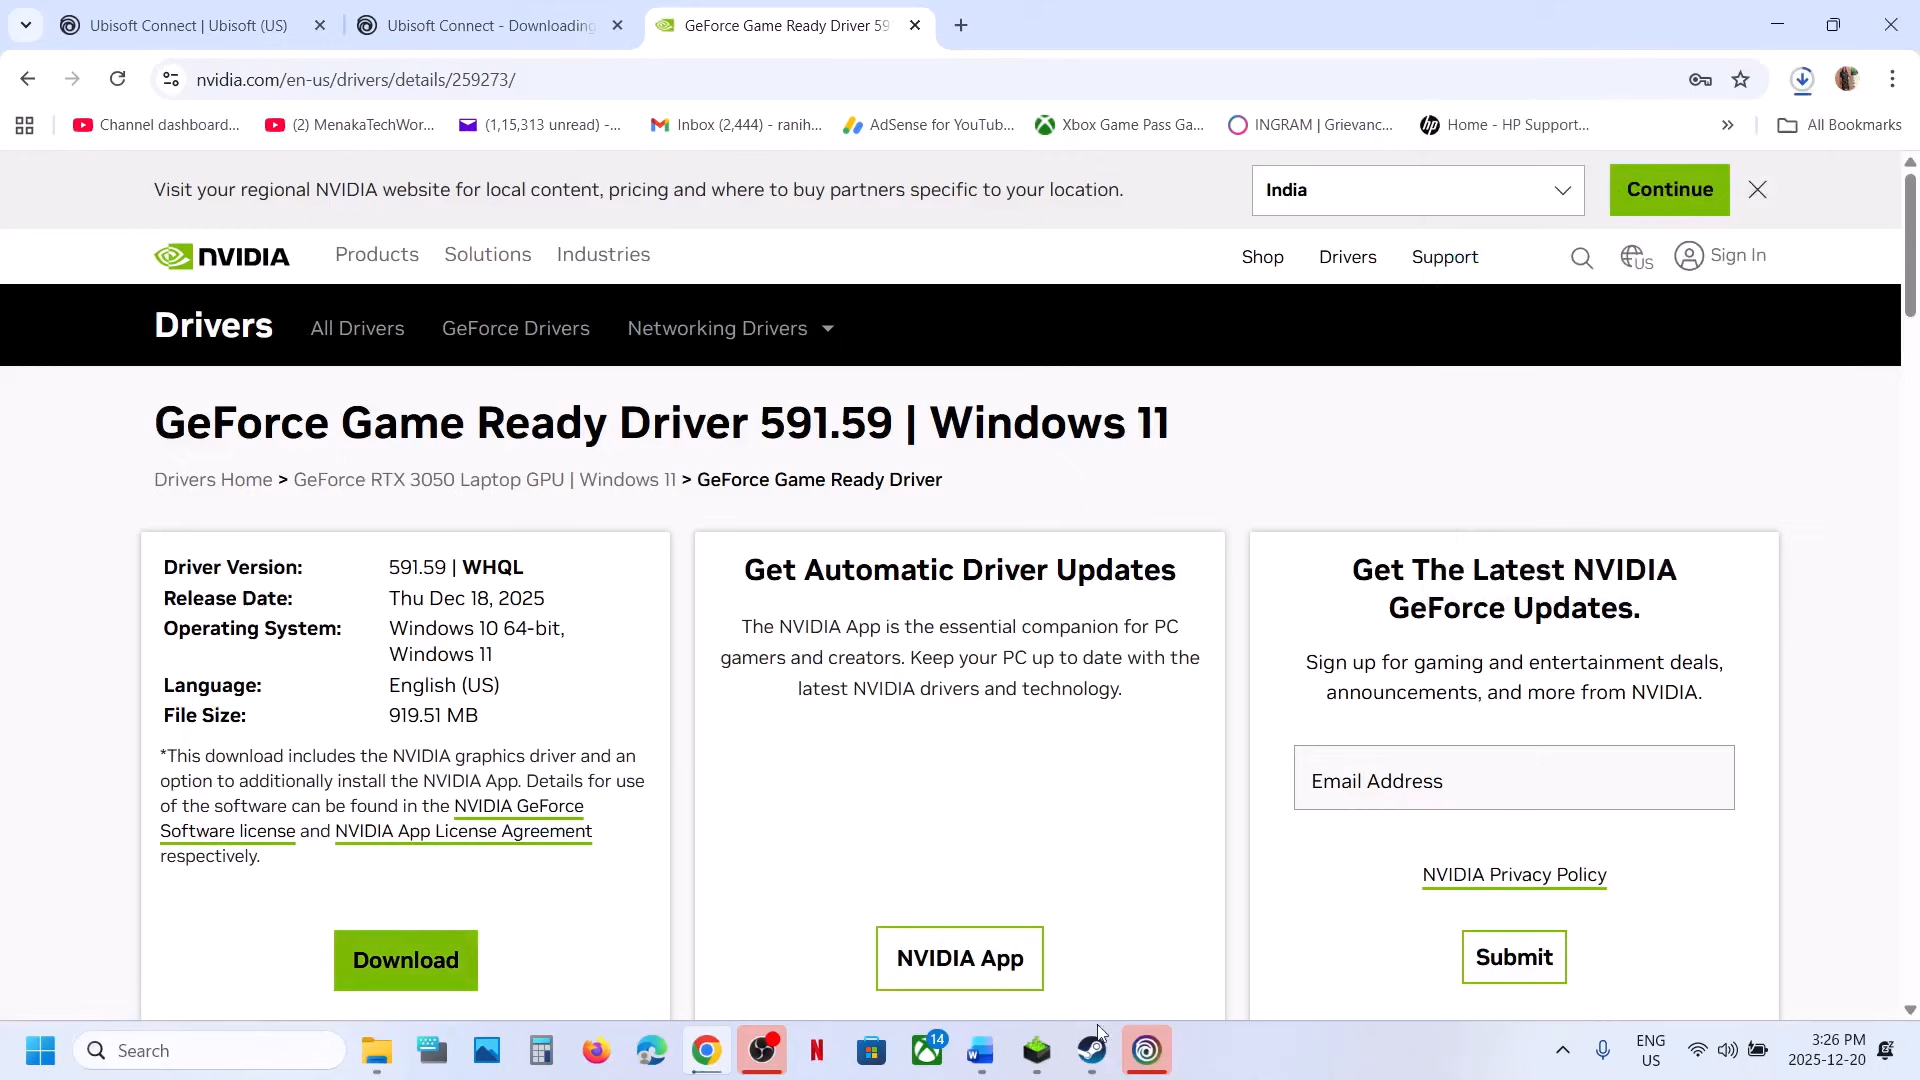 Ubisoft Connect | Ubisoft (US)
Ubisoft Connect - Downloading
GeForce Game Ready Driver 59
nvidia.com/en-us/drivers/details/259273/
Channel dashboard...
(2) MenakaTechWor...
(1,15,313 unread) -...
Inbox (2,444) - ranih...
AdSense for YouTub...
Xbox Game Pass Ga...
INGRAM | Grievanc...
Home - HP Support...
All Bookmarks
Visit your regional NVIDIA website for local content, pricing and where to buy partners specific to your location.
India
Continue
NVIDIA
Products
Solutions
Industries
Shop
Drivers
Support
US
Sign In
Drivers
All Drivers
GeForce Drivers
Networking Drivers
GeForce Game Ready Driver 591.59 | Windows 11
Drivers Home > GeForce RTX 3050 Laptop GPU | Windows 11 > GeForce Game Ready Driver
Driver Version: 591.59 | WHQL
Release Date: Thu Dec 18, 2025
Operating System: Windows 10 64-bit,
Windows 11
Language: English (US)
File Size: 919.51 MB
*This download includes the NVIDIA graphics driver and an
option to additionally install the NVIDIA App. Details for use
of the software can be found in the NVIDIA GeForce
Software license and NVIDIA App License Agreement
respectively.
Download
Get Automatic Driver Updates
The NVIDIA App is the essential companion for PC
gamers and creators. Keep your PC up to date with the
latest NVIDIA drivers and technology.
NVIDIA App
Get The Latest NVIDIA
GeForce Updates.
Sign up for gaming and entertainment deals,
announcements, and more from NVIDIA.
Email Address
NVIDIA Privacy Policy
Submit
Search
14
ENG
US
3:26 PM
2025-12-20